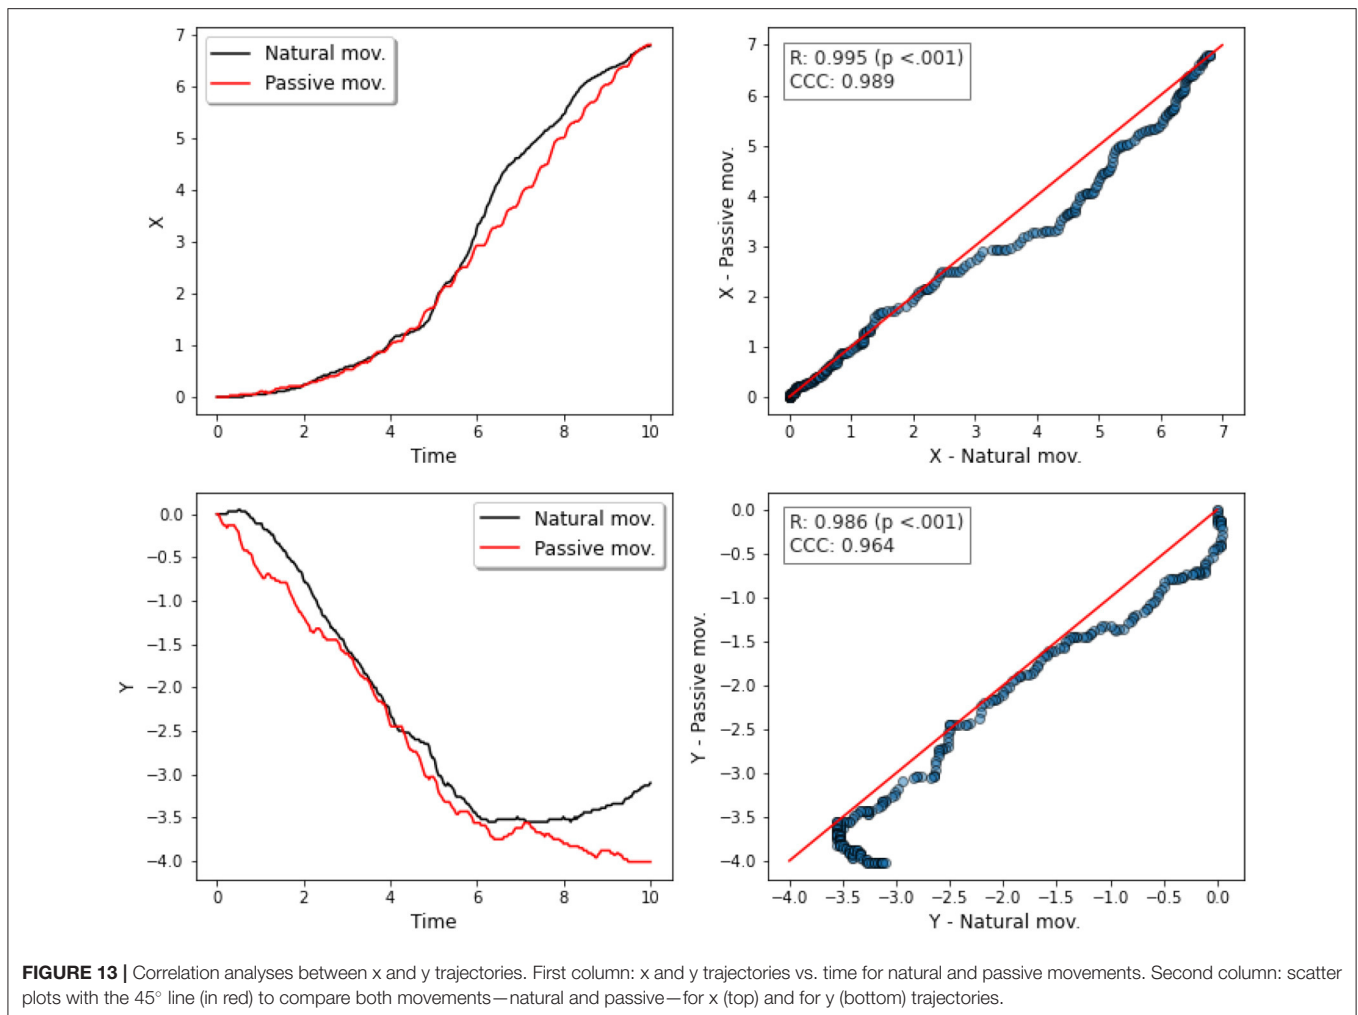 Natural mov.
Passive mov.
7
6
5
4
3
2
1
0
X
0 2 4 6 8 10
Time
R: 0.995 (p <.001)
CCC: 0.989
7
6
5
4
3
2
1
0
X - Passive mov.
0 1 2 3 4 5 6 7
X - Natural mov.
Natural mov.
Passive mov.
0.0
−0.5
−1.0
−1.5
−2.0
−2.5
−3.0
−3.5
−4.0
Y
0 2 4 6 8 10
Time
R: 0.986 (p <.001)
CCC: 0.964
0.0
−0.5
−1.0
−1.5
−2.0
−2.5
−3.0
−3.5
−4.0
Y - Passive mov.
−4.0 −3.5 −3.0 −2.5 −2.0 −1.5 −1.0 −0.5 0.0
Y - Natural mov.
FIGURE 13 | Correlation analyses between x and y trajectories. First column: x and y trajectories vs. time for natural and passive movements. Second column: scatter
plots with the 45° line (in red) to compare both movements—natural and passive—for x (top) and for y (bottom) trajectories.